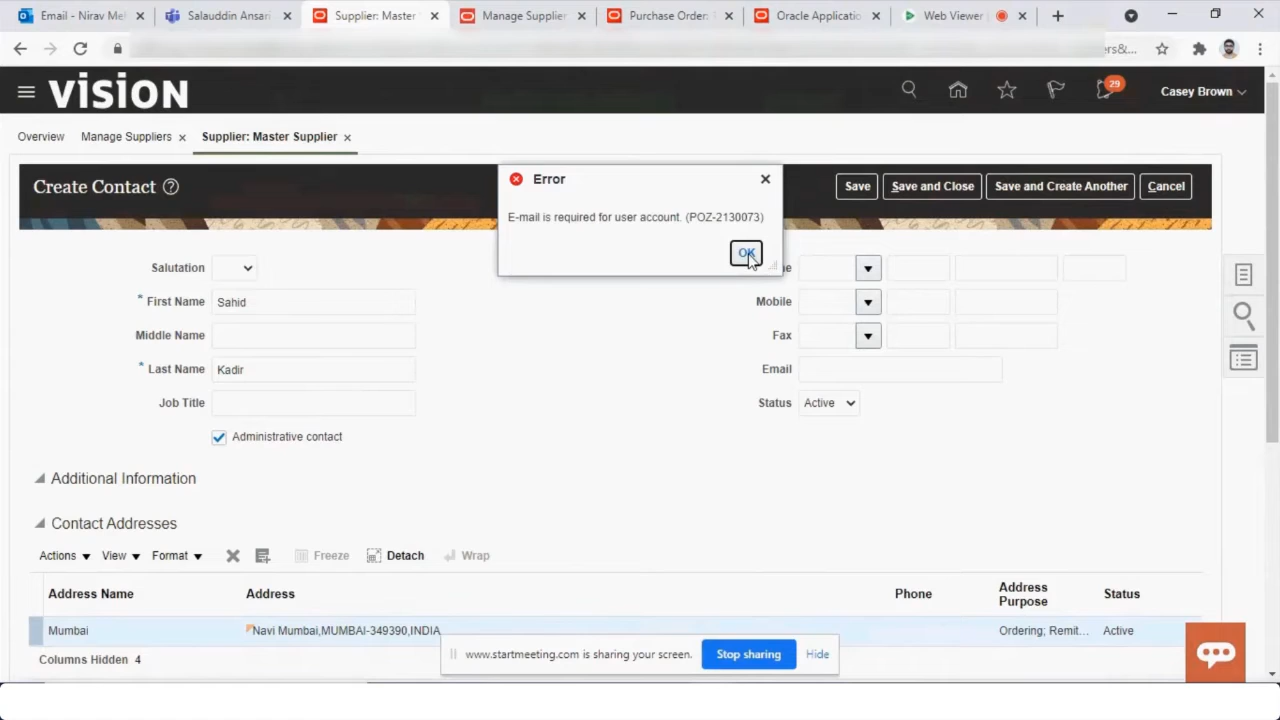 Email - Nirav Me
Salauddin Ansari
Supplier: Master
Manage Supplier
Purchase Order:
Oracle Applicatio
Web Viewer
ers&...
vision
29
Casey Brown
Overview
Manage Suppliers
Supplier: Master Supplier
Create Contact
Save
Save and Close
Save and Create Another
Cancel
Error
E-mail is required for user account. (POZ-2130073)
OK
Salutation
* First Name Sahid
Middle Name
* Last Name Kadir
Job Title
Administrative contact
Mobile
Fax
Email
Status Active
Additional Information
Contact Addresses
Actions View Format Freeze Detach Wrap
Address Name Address Phone Address Purpose Status
Mumbai Navi Mumbai,MUMBAI-349390,INDIA Ordering; Remit... Active
Columns Hidden 4
www.startmeeting.com is sharing your screen. Stop sharing Hide